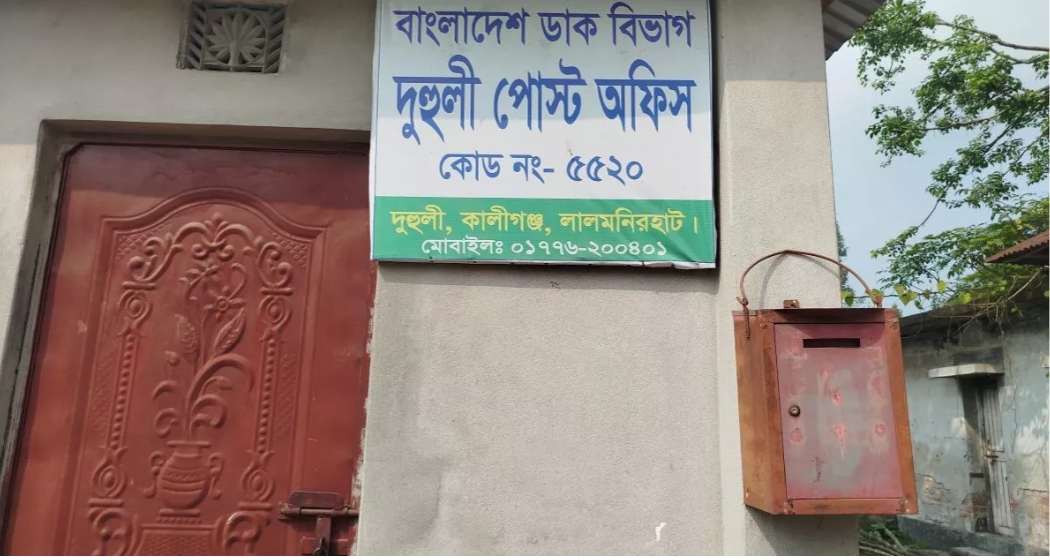 বাংলাদেশ ডাক বিভাগ
দুহুলী পোস্ট অফিস
কোড নং- ৫৫২০
দুহুলী, কালীগঞ্জ, লালমনিরহাট।
মোবাইলঃ ০১৭৭৬-২০০৪০১